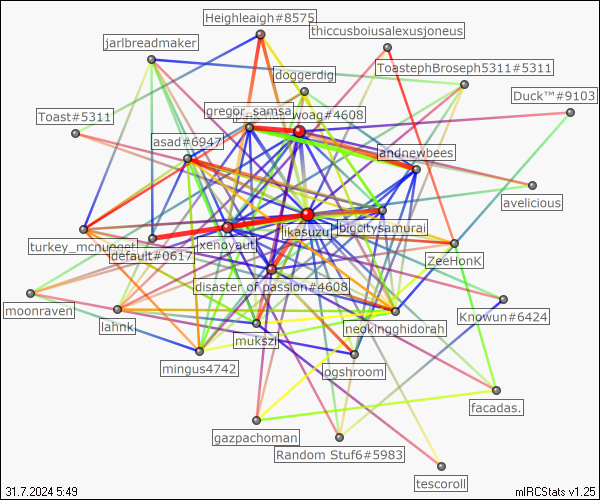 Heighleaigh#8575
thiccusboiusalexusjoneus
jarlbreadmaker
ToastephBroseph5311#5311
doggerdig
Duck™#9103
gregor_samsa
woag#4608
Toast#5311
asad#6947
andnewbees
avelicious
turkey_mcnugget
xenoyaut
likasuzu
bigcitysamurai
default#0617
ZeeHonK
disaster of passion#4608
moonraven
lahnk
neokingghidorah
Knowun#6424
mukszi
mingus4742
ogshroom
facadas.
gazpachoman
Random Stuf6#5983
tescoroll
31.7.2024 5:49
mIRCStats v1.25